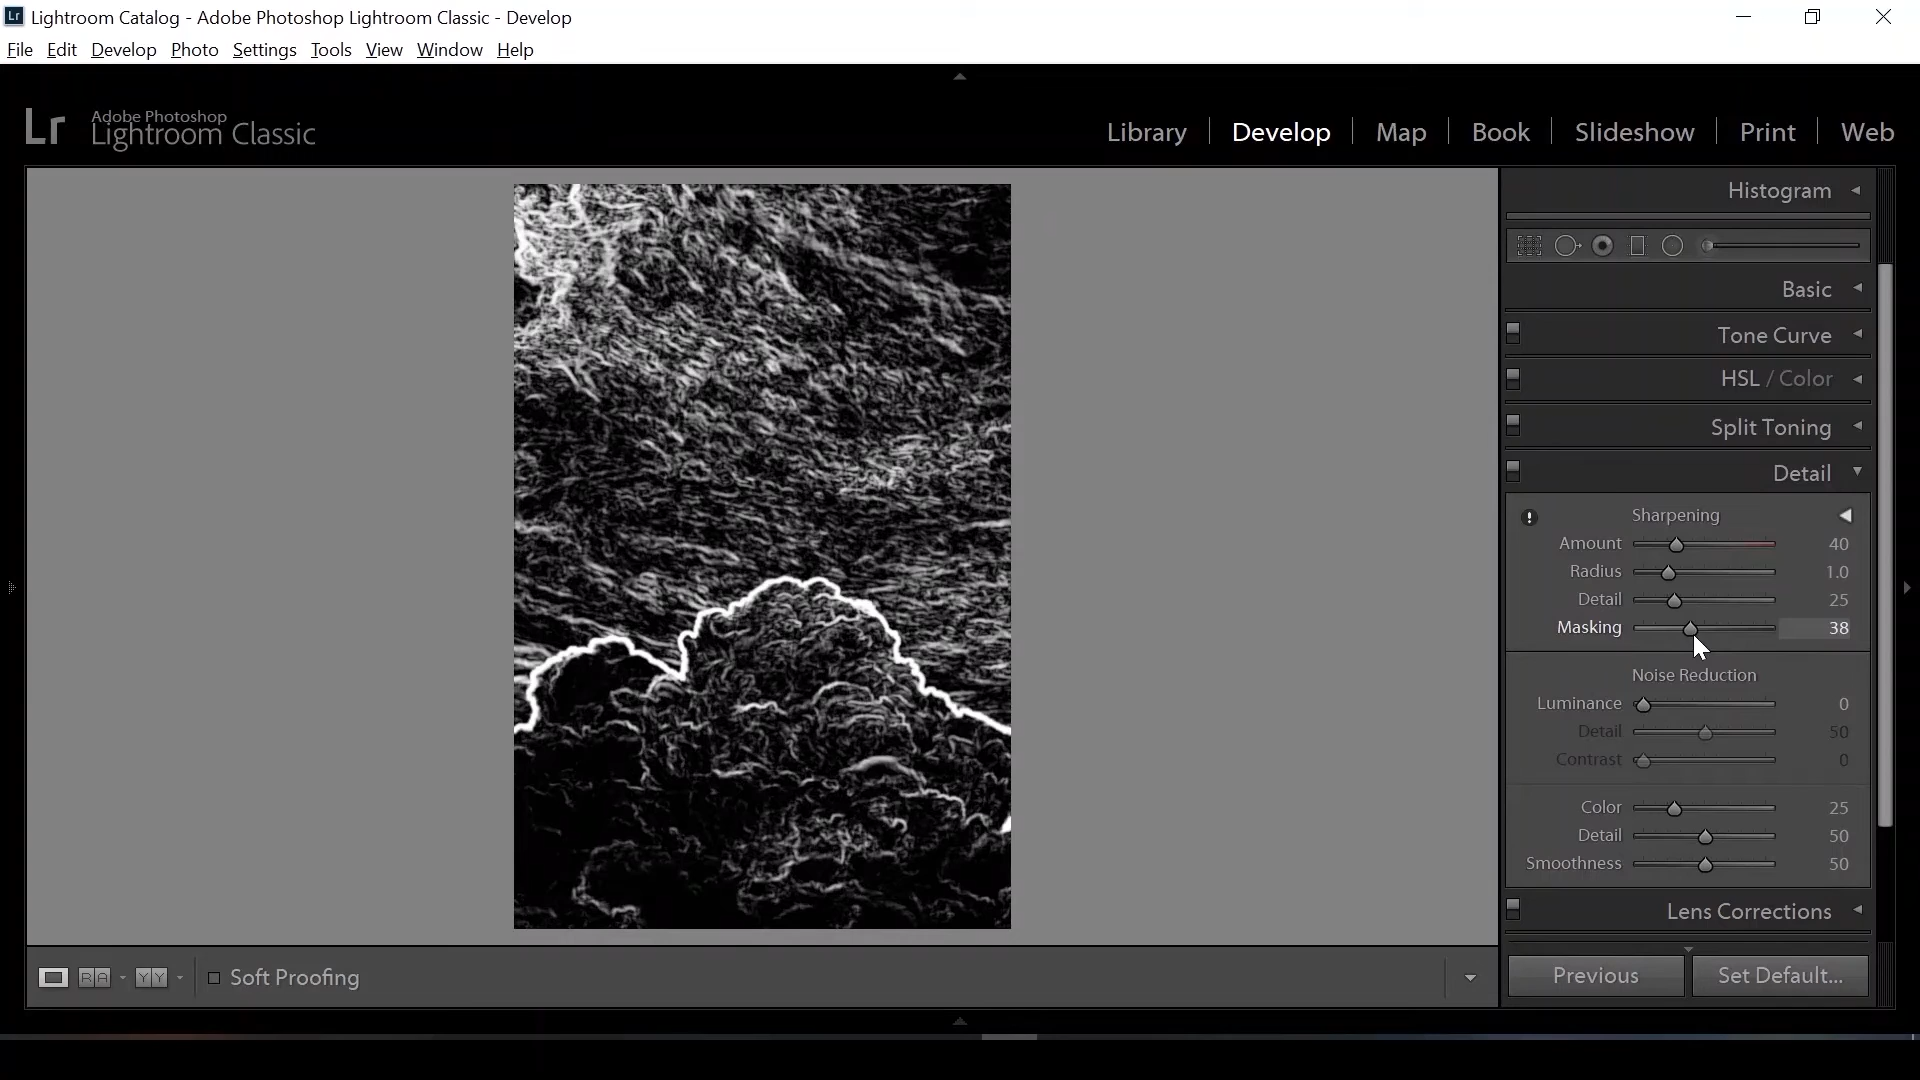 Lr Lightroom Catalog - Adobe Photoshop Lightroom Classic - Develop
File Edit Develop Photo Settings Tools View Window Help
Lr Adobe Photoshop
Lightroom Classic
Library | Develop | Map | Book | Slideshow | Print | Web
Histogram
Basic
Tone Curve
HSL / Color
Split Toning
Detail
Sharpening
Amount 40
Radius 1.0
Detail 25
Masking 38
Noise Reduction
Luminance 0
Detail 50
Contrast 0
Color 25
Detail 50
Smoothness 50
Lens Corrections
R A Y Y Soft Proofing
Previous Set Default...